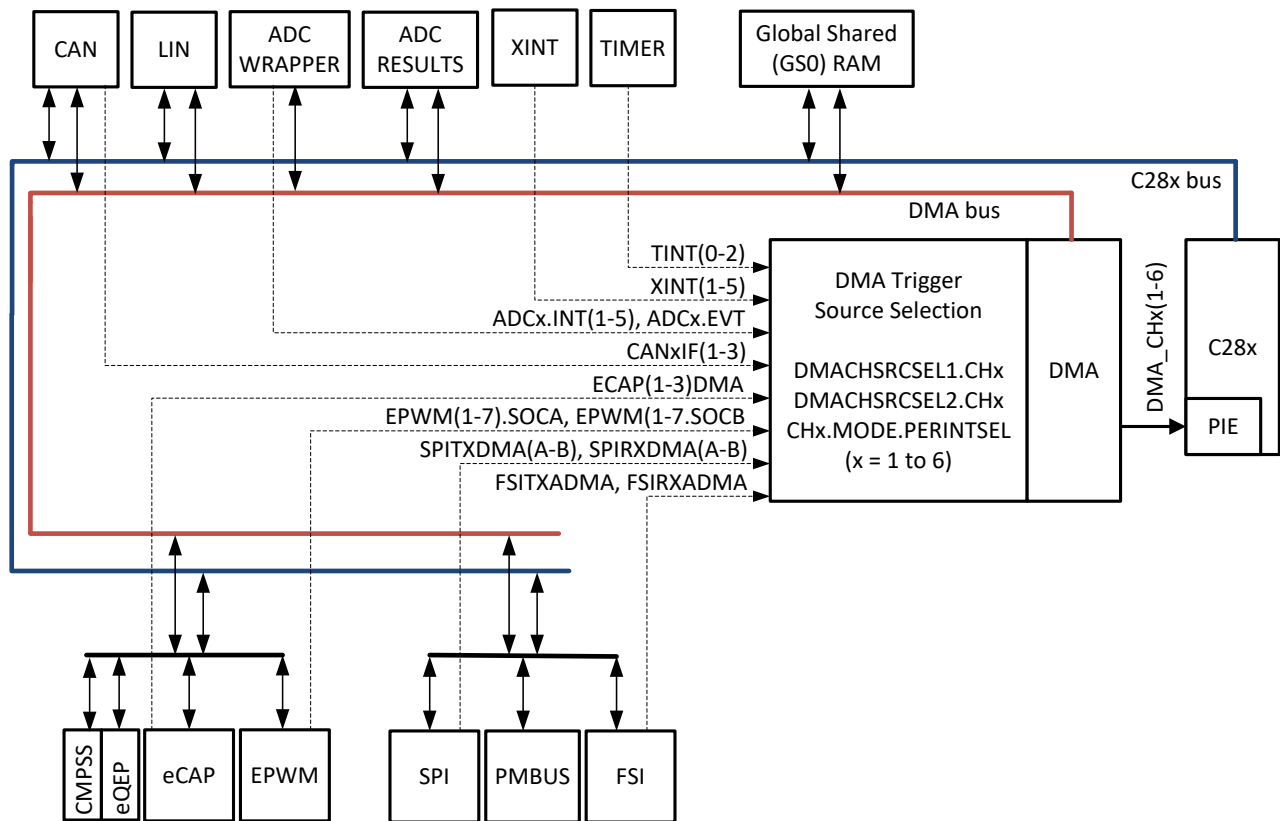 CAN
LIN
ADC
WRAPPER
ADC
RESULTS
XINT
TIMER
Global Shared
(GS0) RAM
C28x bus
DMA bus
TINT(0-2)
XINT(1-5)
ADCx.INT(1-5), ADCx.EVT
CANxIF(1-3)
ECAP(1-3)DMA
EPWM(1-7).SOCA, EPWM(1-7.SOCB
SPITXDMA(A-B), SPIRXDMA(A-B)
FSITXADMA, FSIRXADMA
DMA Trigger
Source Selection
DMACHSRCSEL1.CHx
DMACHSRCSEL2.CHx
CHx.MODE.PERINTSEL
(x = 1 to 6)
DMA
DMA_CHx(1-6)
C28x
PIE
CMPSS
eQEP
eCAP
EPWM
SPI
PMBUS
FSI